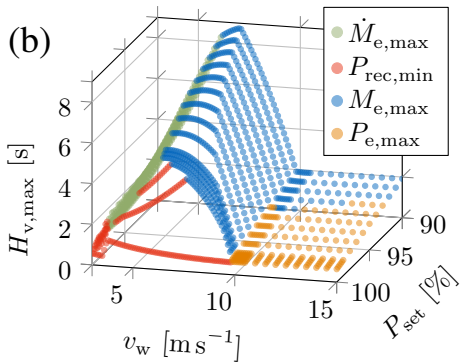 (b)
Ṁe,max
Prec,min
Me,max
Pe,max
8
6
4
2
0
Hv,max [s]
5
10
15
vw [m s−1]
90
95
100
Pset [%]